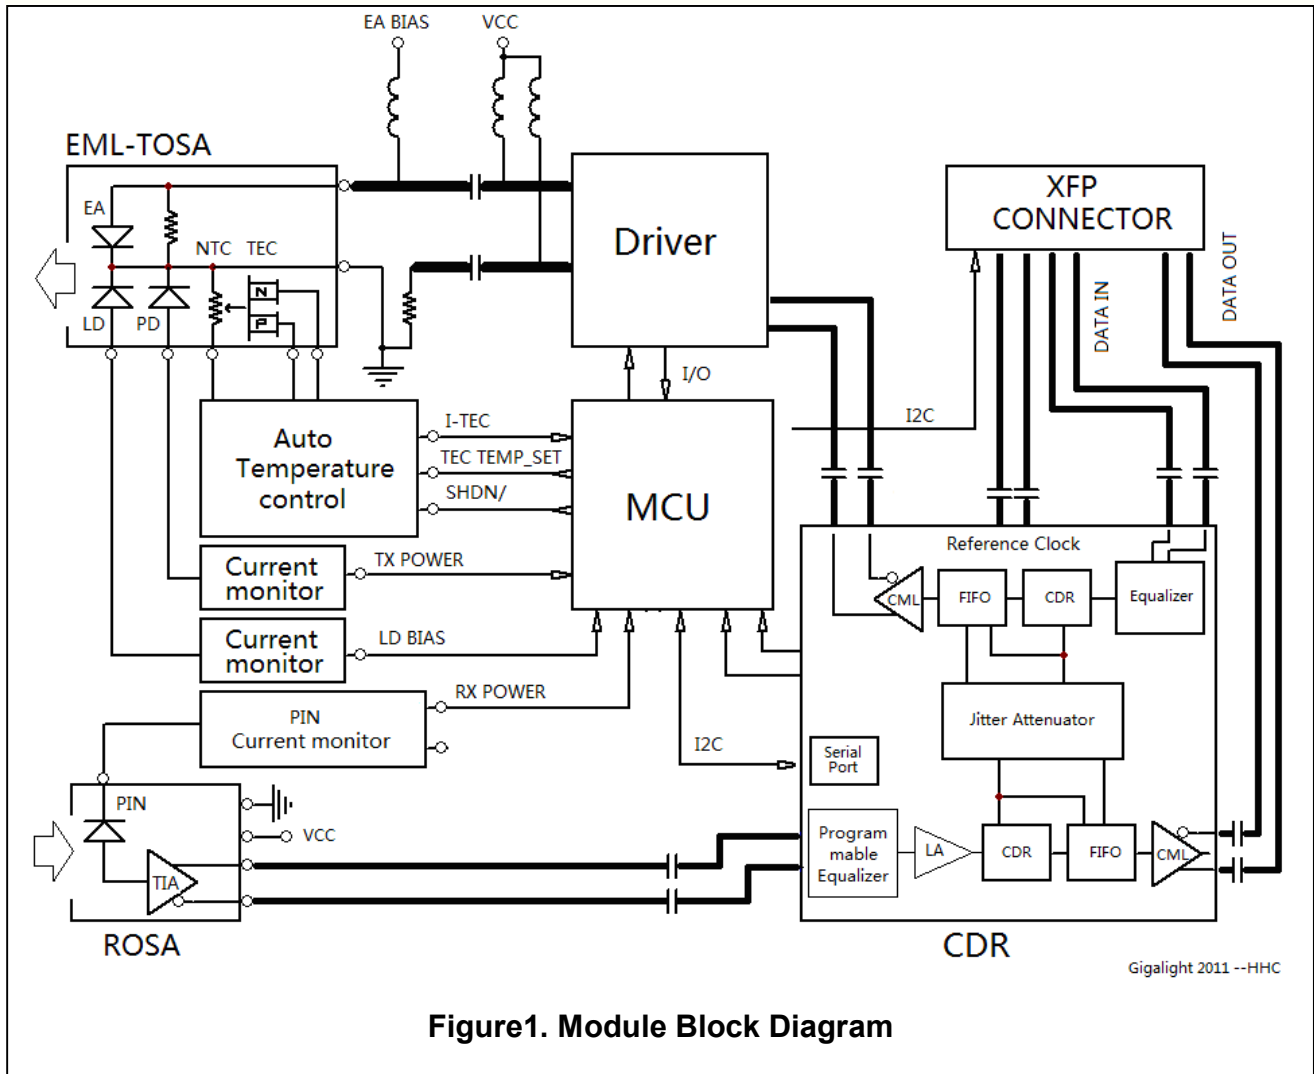 EA BIAS
VCC
EML-TOSA
EA
NTC
TEC
N
P
LD
PD
Driver
XFP
CONNECTOR
DATA IN
DATA OUT
I/O
I2C
Auto
Temperature
control
I-TEC
TEC TEMP_SET
SHDN/
MCU
Current
monitor
TX POWER
Current
monitor
LD BIAS
PIN
Current monitor
RX POWER
I2C
Reference Clock
CML
FIFO
CDR
Equalizer
Jitter Attenuator
Serial
Port
Program
mable
Equalizer
LA
CDR
FIFO
CML
PIN
VCC
TIA
ROSA
CDR
Gigalight 2011 --HHC
Figure1. Module Block Diagram